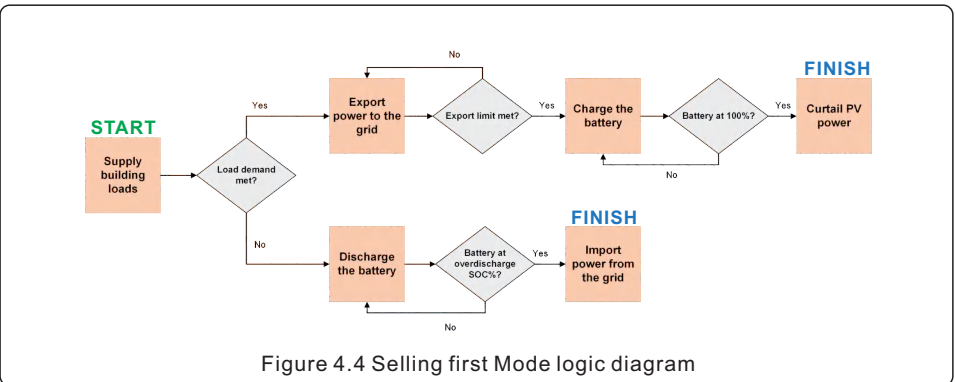 START
Supply
building
loads
Load demand
met?
Yes
Export
power to the
grid
No
Export limit met?
Yes
Charge the
battery
Battery at 100%?
No
Yes
FINISH
Curtail PV
power
No
Discharge
the battery
Battery at
overdischarge
SOC%?
No
Yes
FINISH
Import
power from
the grid
Figure 4.4 Selling first Mode logic diagram